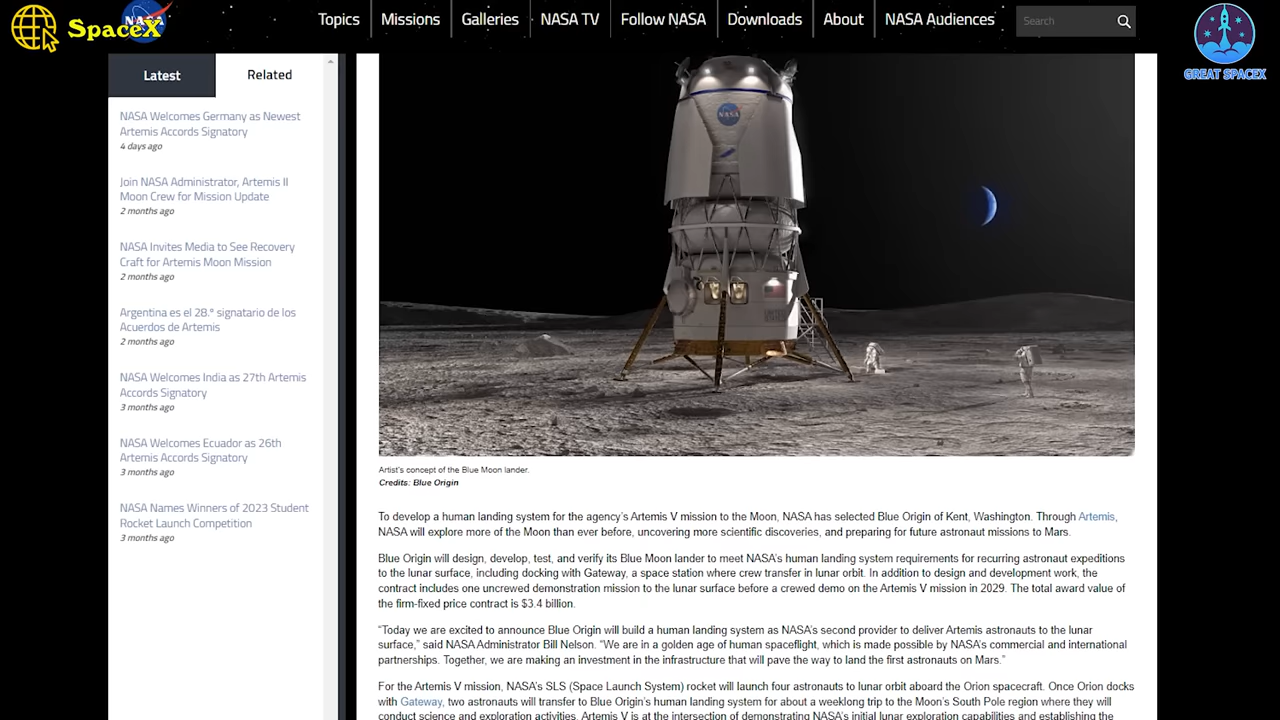 SpaceX
NASA
Topics
Missions
Galleries
NASA TV
Follow NASA
Downloads
About
NASA Audiences
Search
GREAT SPACEX
Latest
Related
NASA Welcomes Germany as Newest
Artemis Accords Signatory
4 days ago
Join NASA Administrator, Artemis II
Moon Crew for Mission Update
2 months ago
NASA Invites Media to See Recovery
Craft for Artemis Moon Mission
2 months ago
Argentina es el 28.º signatario de los
Acuerdos de Artemis
2 months ago
NASA Welcomes India as 27th Artemis
Accords Signatory
3 months ago
NASA Welcomes Ecuador as 26th
Artemis Accords Signatory
3 months ago
NASA Names Winners of 2023 Student
Rocket Launch Competition
3 months ago
NASA
Artist's concept of the Blue Moon lander.
Credits: Blue Origin
To develop a human landing system for the agency's Artemis V mission to the Moon, NASA has selected Blue Origin of Kent, Washington. Through Artemis,
NASA will explore more of the Moon than ever before, uncovering more scientific discoveries, and preparing for future astronaut missions to Mars.
Blue Origin will design, develop, test, and verify its Blue Moon lander to meet NASA's human landing system requirements for recurring astronaut expeditions
to the lunar surface, including docking with Gateway, a space station where crew transfer in lunar orbit. In addition to design and development work, the
contract includes one uncrewed demonstration mission to the lunar surface before a crewed demo on the Artemis V mission in 2029. The total award value of
the firm-fixed price contract is $3.4 billion.
“Today we are excited to announce Blue Origin will build a human landing system as NASA's second provider to deliver Artemis astronauts to the lunar
surface,” said NASA Administrator Bill Nelson. “We are in a golden age of human spaceflight, which is made possible by NASA's commercial and international
partnerships. Together, we are making an investment in the infrastructure that will pave the way to land the first astronauts on Mars.”
For the Artemis V mission, NASA's SLS (Space Launch System) rocket will launch four astronauts to lunar orbit aboard the Orion spacecraft. Once Orion docks
with Gateway, two astronauts will transfer to Blue Origin's human landing system for about a weeklong trip to the Moon's South Pole region where they will
conduct science and exploration activities. Artemis V is at the intersection of demonstrating NASA's initial lunar exploration capabilities and establishing the